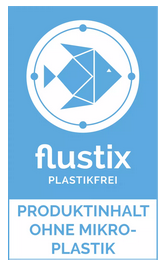 flustix
PLASTIKFREI
PRODUKTINHALT
OHNE MIKRO-
PLASTIK